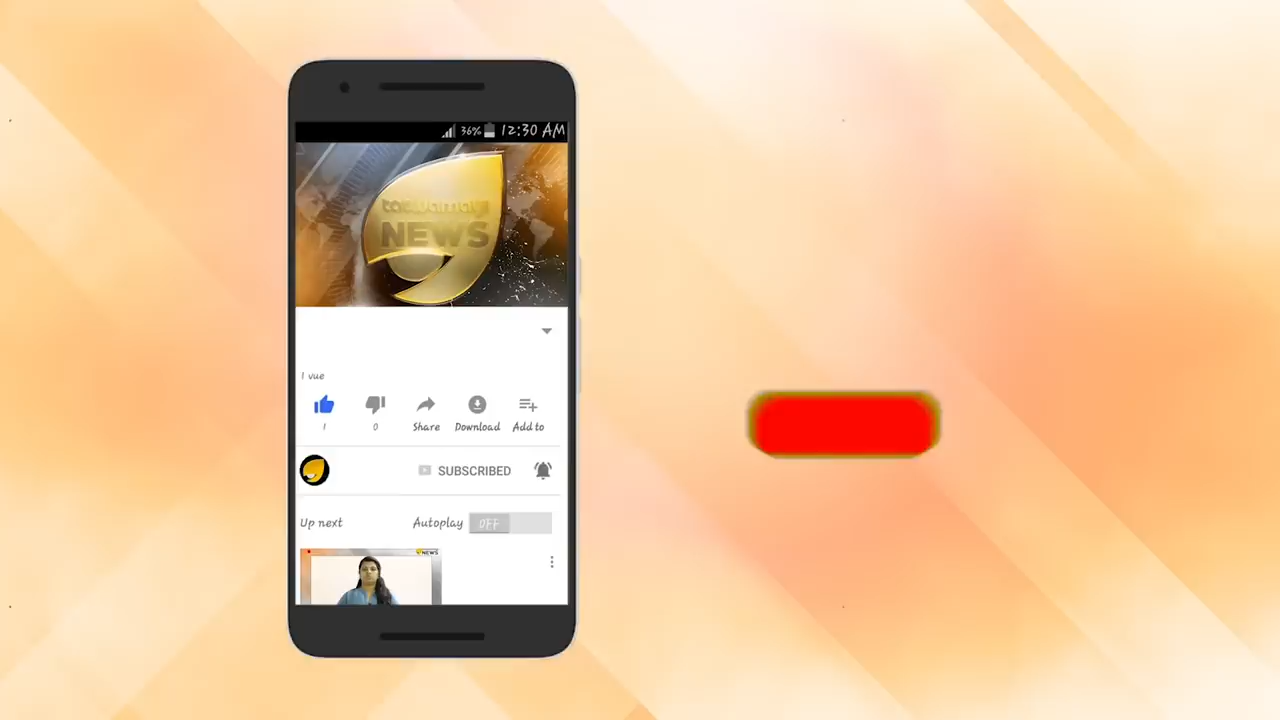 36% 12:30 AM
tatwamayi
NEWS
1 vue
1 0 Share Download Add to
SUBSCRIBED
Up next Autoplay OFF
NEWS